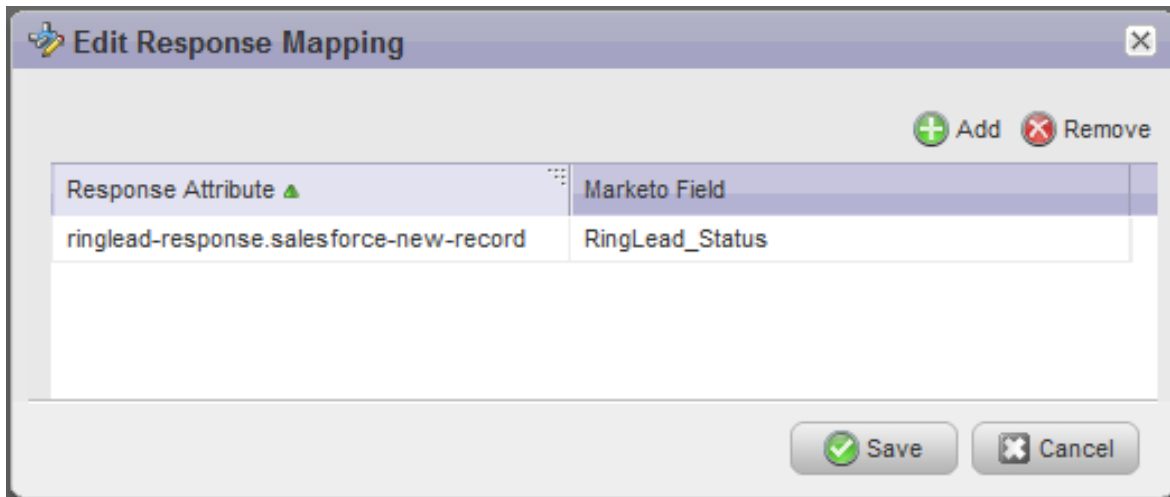 Edit Response Mapping
Add Remove
Response Attribute Marketo Field
ringlead-response.salesforce-new-record RingLead_Status
Save Cancel